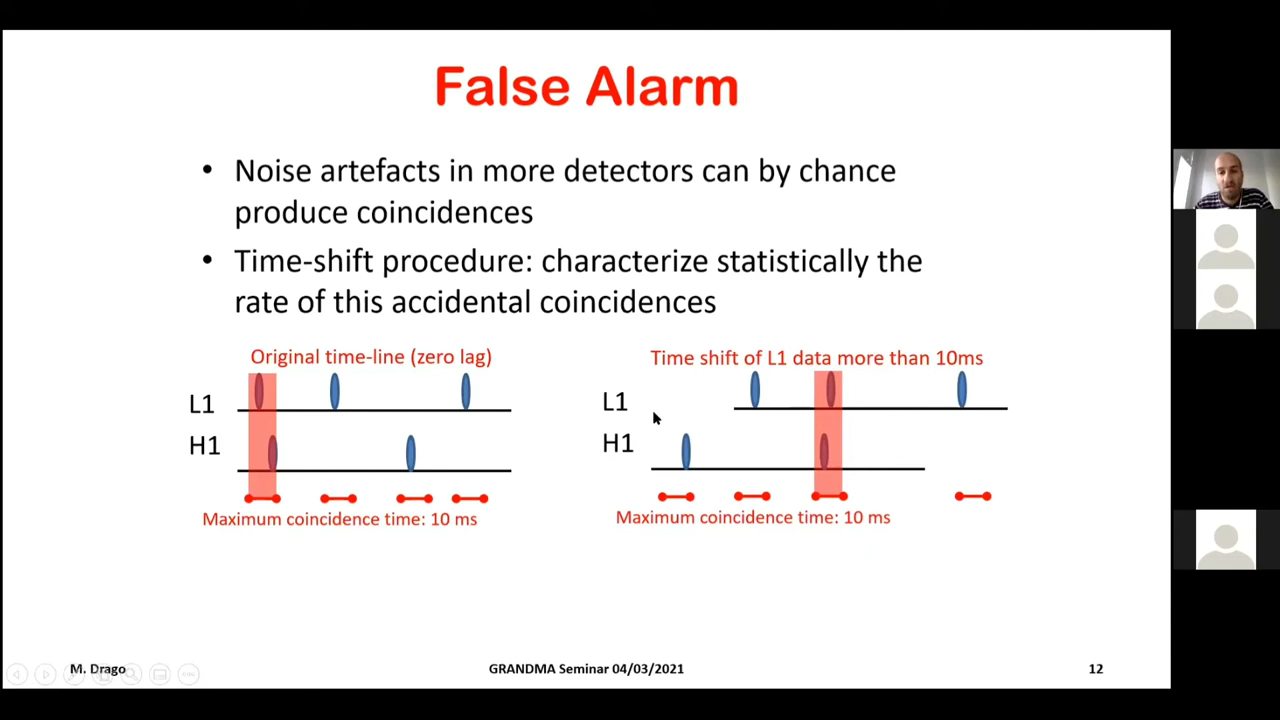 False Alarm
• Noise artefacts in more detectors can by chance
produce coincidences
• Time-shift procedure: characterize statistically the
rate of this accidental coincidences
Original time-line (zero lag)
L1
H1
Maximum coincidence time: 10 ms
Time shift of L1 data more than 10ms
L1
H1
Maximum coincidence time: 10 ms
M. Drago
GRANDMA Seminar 04/03/2021
12